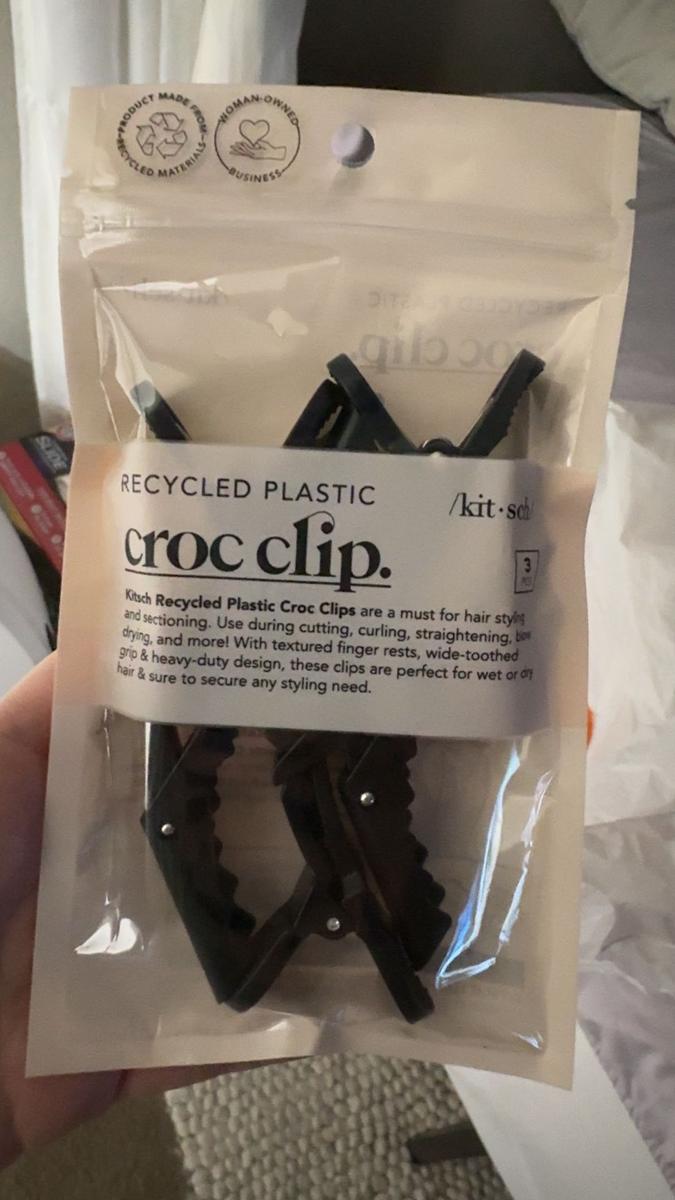 PRODUCT MADE FROM
RECYCLED MATERIALS
WOMAN-OWNED
BUSINESS
RECYCLED PLASTIC
/kit·sch/
croc clip.
3
PCS
Kitsch Recycled Plastic Croc Clips are a must for hair styling
and sectioning. Use during cutting, curling, straightening, blow
drying, and more! With textured finger rests, wide-toothed
grip & heavy-duty design, these clips are perfect for wet or dry
hair & sure to secure any styling need.